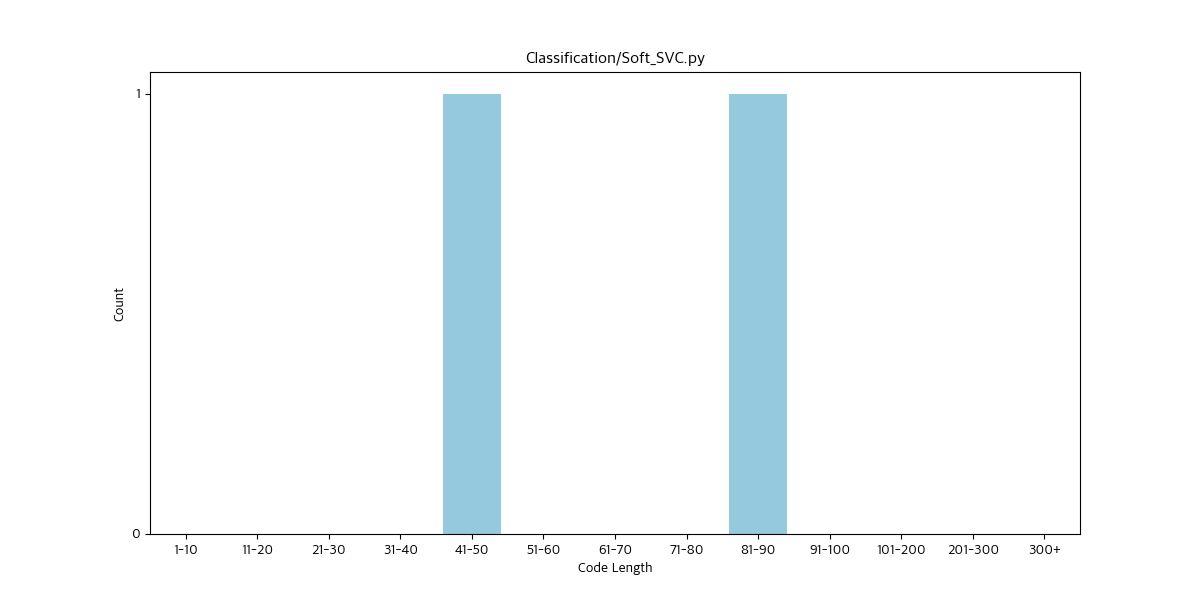 Classification/Soft_SVC.py
1
0
Count
1-10 11-20 21-30 31-40 41-50 51-60 61-70 71-80 81-90 91-100 101-200 201-300 300+
Code Length